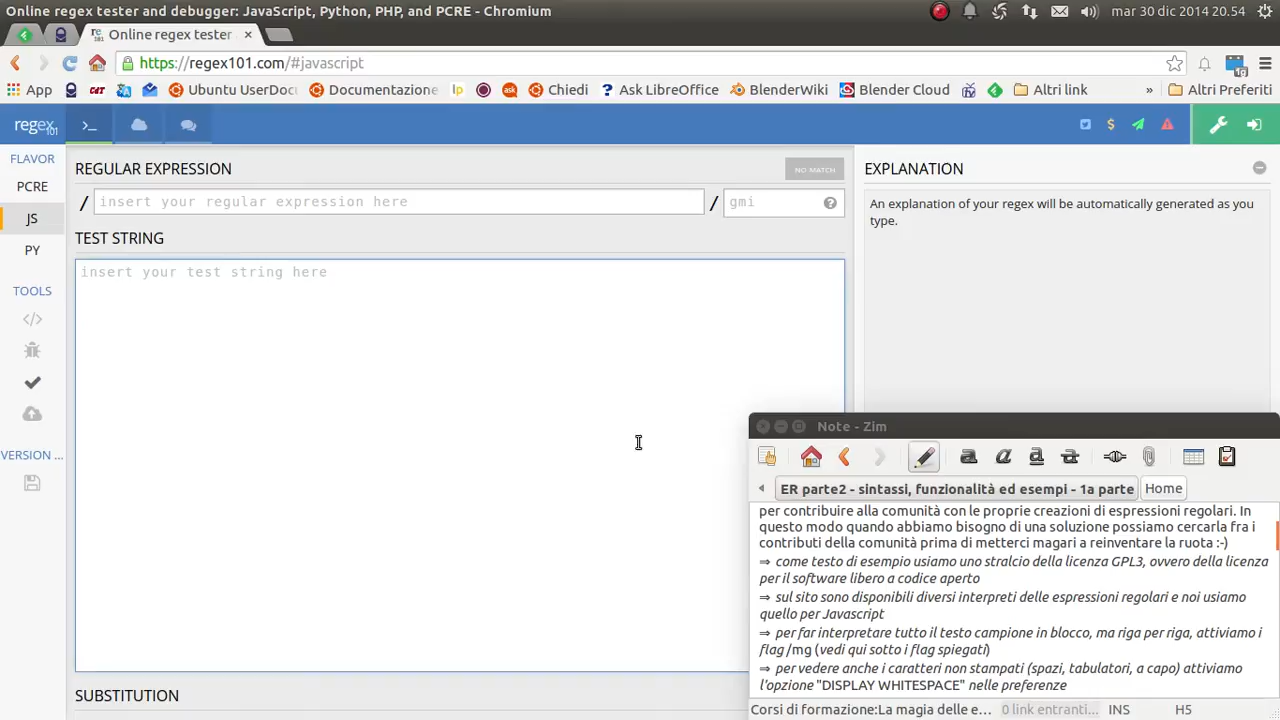 Online regex tester and debugger: JavaScript, Python, PHP, and PCRE - Chromium
mar 30 dic 2014 20.54
Online regex tester
https://regex101.com/#javascript
App
Ubuntu UserDocu
Documentazione
Chiedi
Ask LibreOffice
BlenderWiki
Blender Cloud
Altri link
»
Altri Preferiti
regex101
FLAVOR
PCRE
JS
PY
TOOLS
VERSION ...
REGULAR EXPRESSION
NO MATCH
/ insert your regular expression here / gmi
TEST STRING
insert your test string here
SUBSTITUTION
EXPLANATION
An explanation of your regex will be automatically generated as you
type.
Note - Zim
ER parte2 - sintassi, funzionalità ed esempi - 1a parte
Home
per contribuire alla comunità con le proprie creazioni di espressioni regolari. In
questo modo quando abbiamo bisogno di una soluzione possiamo cercarla fra i
contributi della comunità prima di metterci magari a reinventare la ruota :-)
⇒ come testo di esempio usiamo uno stralcio della licenza GPL3, ovvero della licenza
per il software libero a codice aperto
⇒ sul sito sono disponibili diversi interpreti delle espressioni regolari e noi usiamo
quello per Javascript
⇒ per far interpretare tutto il testo campione in blocco, ma riga per riga, attiviamo i
flag /mg (vedi qui sotto i flag spiegati)
⇒ per vedere anche i caratteri non stampati (spazi, tabulatori, a capo) attiviamo
l'opzione "DISPLAY WHITESPACE" nelle preferenze
Corsi di formazione:La magia delle e...
0 link entranti...
INS
H5